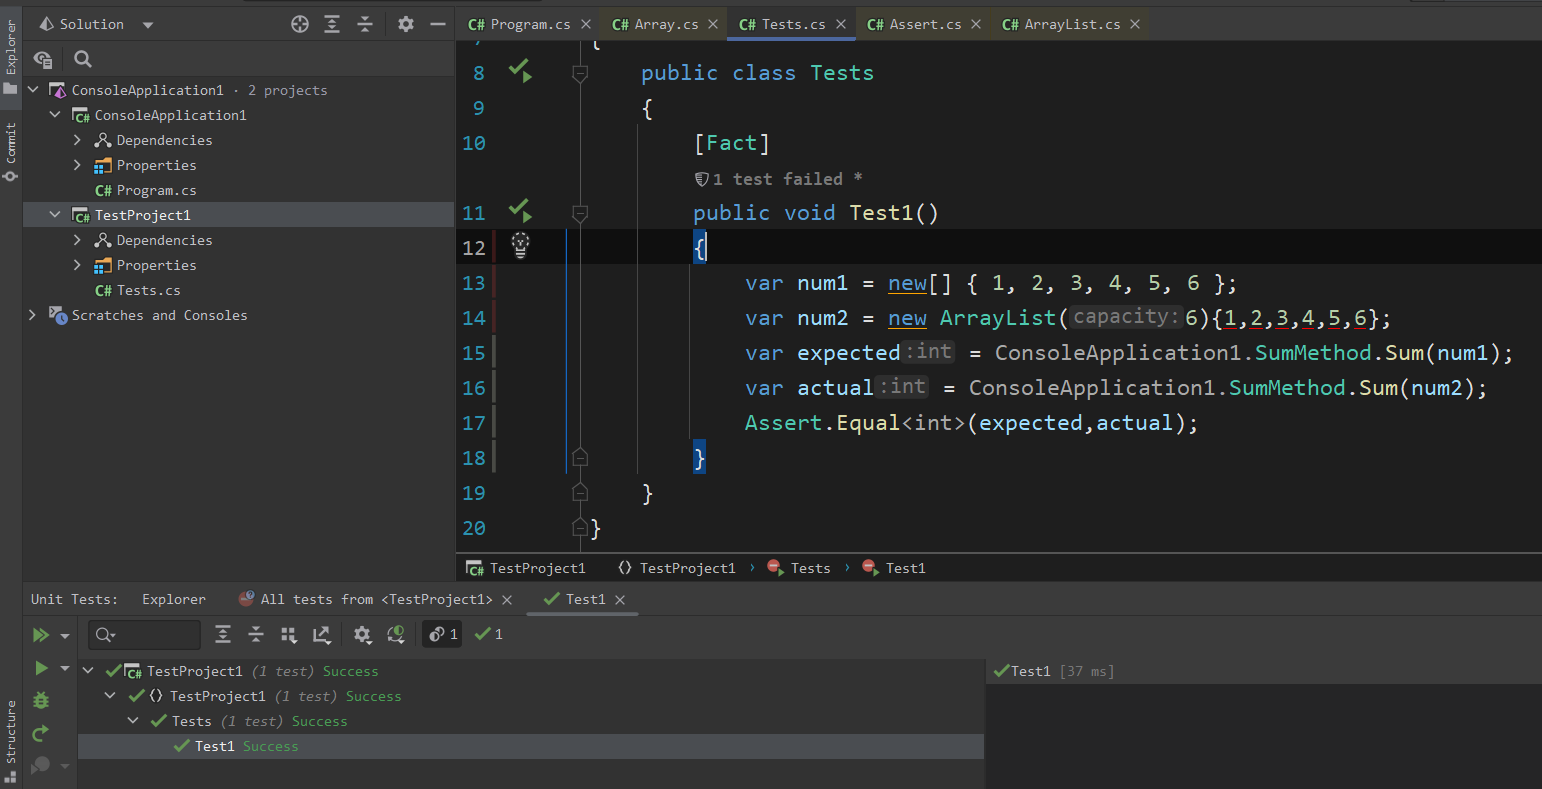 Solution
Program.cs
Array.cs
Tests.cs
Assert.cs
ArrayList.cs
Explorer
Commit
Structure
ConsoleApplication1 · 2 projects
ConsoleApplication1
Dependencies
Properties
C# Program.cs
TestProject1
Dependencies
Properties
C# Tests.cs
Scratches and Consoles
{
8 public class Tests
9 {
10 [Fact]
1 test failed *
11 public void Test1()
12 {
13 var num1 = new[] { 1, 2, 3, 4, 5, 6 };
14 var num2 = new ArrayList(capacity:6){1,2,3,4,5,6};
15 var expected:int = ConsoleApplication1.SumMethod.Sum(num1);
16 var actual:int = ConsoleApplication1.SumMethod.Sum(num2);
17 Assert.Equal<int>(expected,actual);
18 }
19 }
20 }
TestProject1 {} TestProject1 › Tests › Test1
Unit Tests: Explorer All tests from <TestProject1> Test1
1 1
TestProject1 (1 test) Success
{} TestProject1 (1 test) Success
Tests (1 test) Success
Test1 Success
Test1 [37 ms]